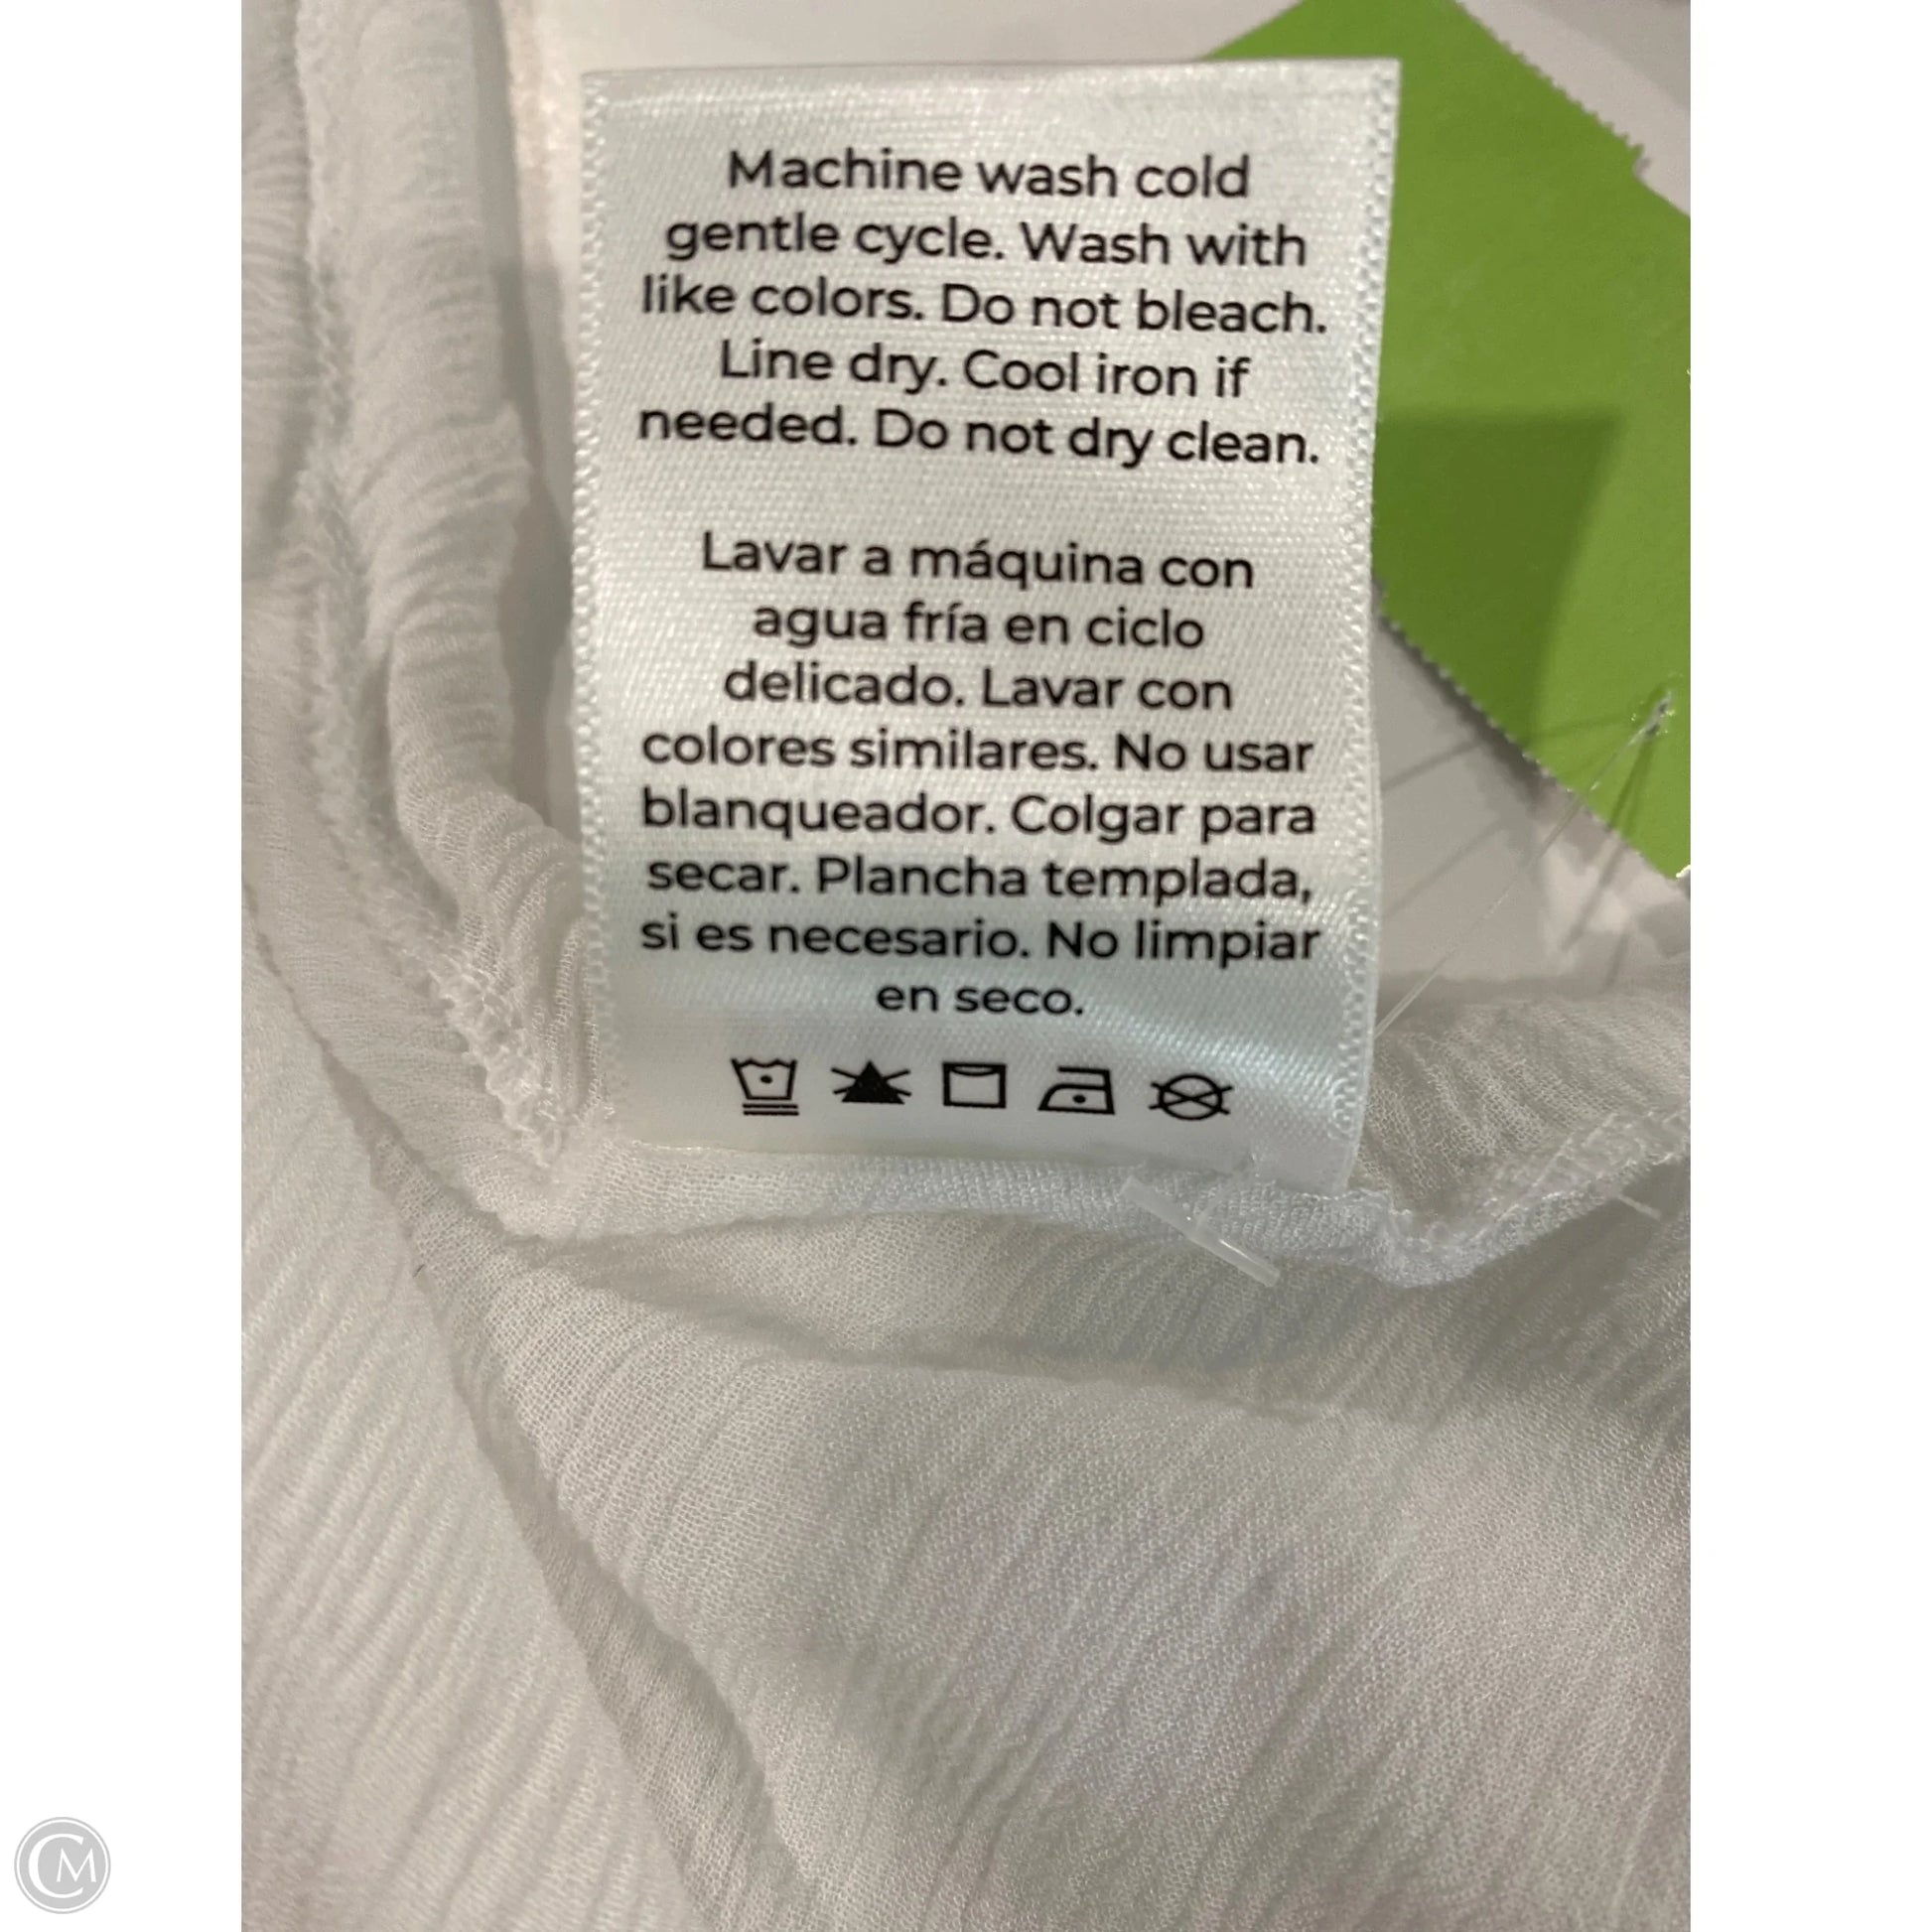 Machine wash cold
gentle cycle. Wash with
like colors. Do not bleach.
Line dry. Cool iron if
needed. Do not dry clean.
Lavar a máquina con
agua fría en ciclo
delicado. Lavar con
colores similares. No usar
blanqueador. Colgar para
secar. Plancha templada,
si es necesario. No limpiar
en seco.
CM